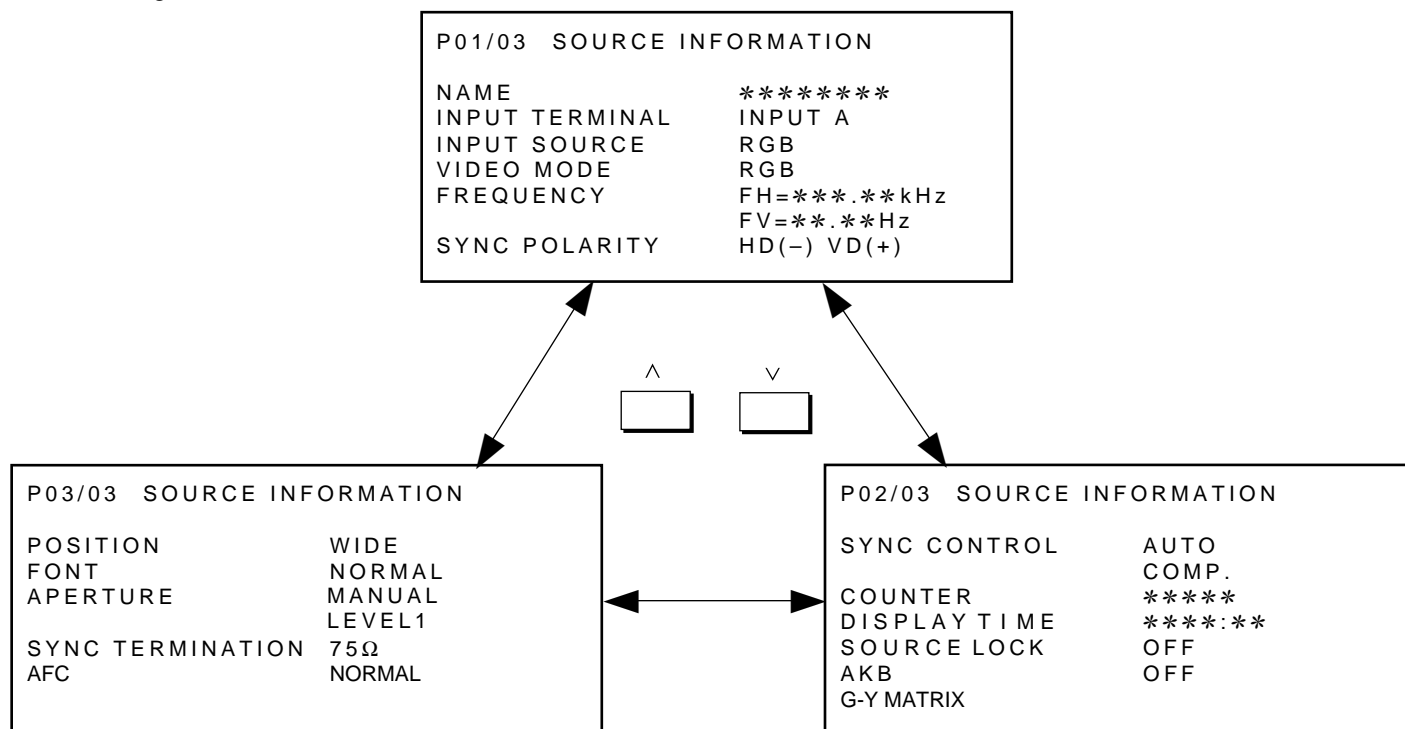 P01/03 SOURCE INFORMATION
NAME ********
INPUT TERMINAL INPUT A
INPUT SOURCE RGB
VIDEO MODE RGB
FREQUENCY FH=***.**kHz
FV=**.**Hz
SYNC POLARITY HD(–) VD(+)
P03/03 SOURCE INFORMATION
POSITION WIDE
FONT NORMAL
APERTURE MANUAL
LEVEL1
SYNC TERMINATION 75Ω
AFC NORMAL
P02/03 SOURCE INFORMATION
SYNC CONTROL AUTO
COMP.
COUNTER *****
DISPLAY TIME ****:**
SOURCE LOCK OFF
AKB OFF
G-Y MATRIX